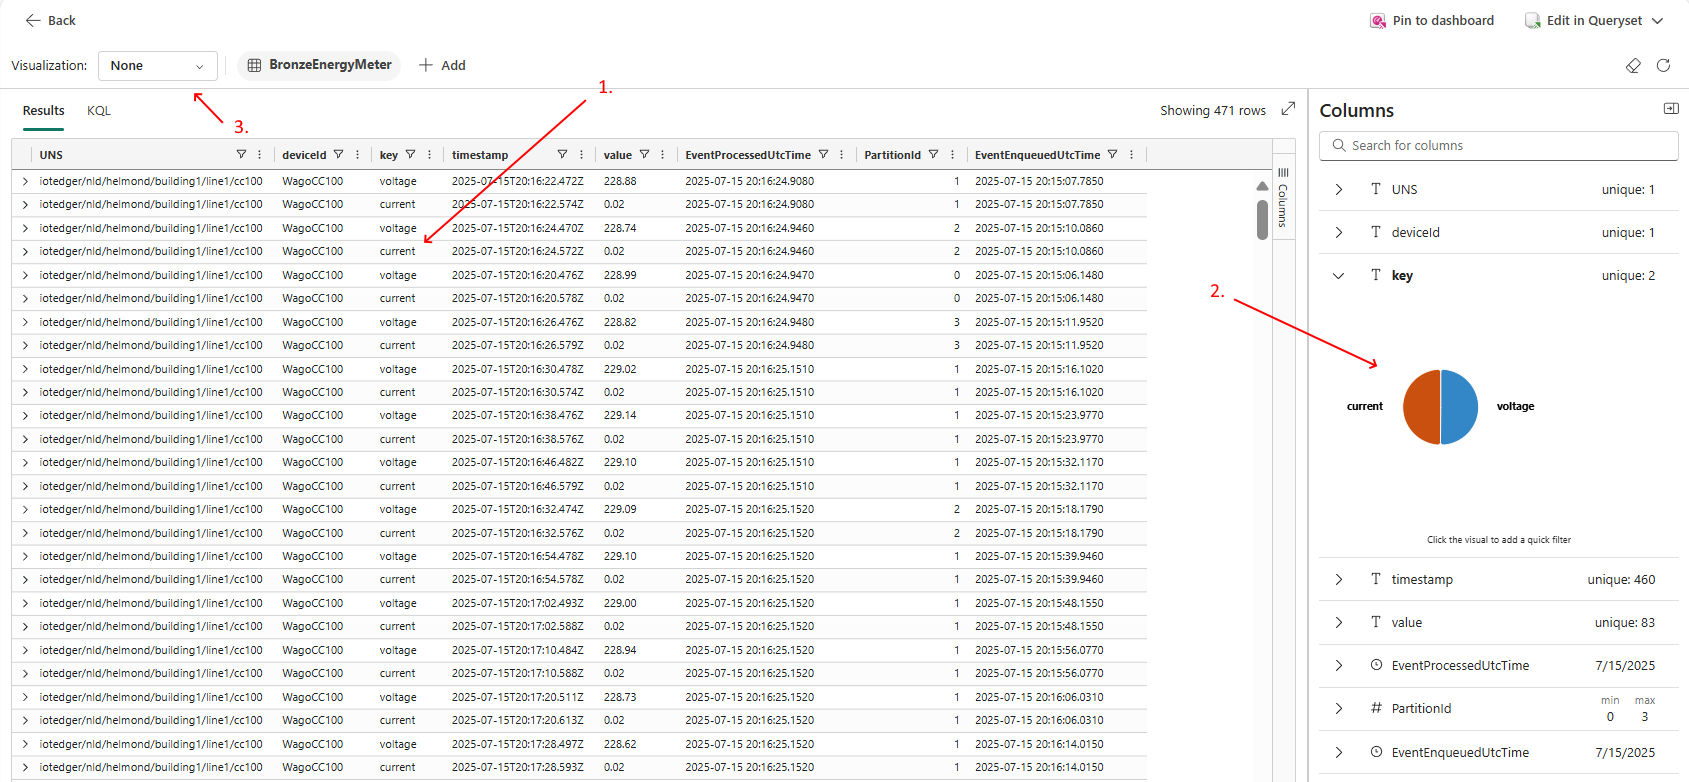 Back
Pin to dashboard
Edit in Queryset
Visualization: None BronzeEnergyMeter Add
1.
3.
Results KQL Showing 471 rows
UNS deviceId key timestamp value EventProcessedUtcTime PartitionId EventEnqueuedUtcTime
iotedger/nld/helmond/building1/line1/cc100 WagoCC100 voltage 2025-07-15T20:16:22.472Z 228.88 2025-07-15 20:16:24.9080 1 2025-07-15 20:15:07.7850
iotedger/nld/helmond/building1/line1/cc100 WagoCC100 current 2025-07-15T20:16:22.574Z 0.02 2025-07-15 20:16:24.9080 1 2025-07-15 20:15:07.7850
iotedger/nld/helmond/building1/line1/cc100 WagoCC100 voltage 2025-07-15T20:16:24.470Z 228.74 2025-07-15 20:16:24.9460 2 2025-07-15 20:15:10.0860
iotedger/nld/helmond/building1/line1/cc100 WagoCC100 current 2025-07-15T20:16:24.572Z 0.02 2025-07-15 20:16:24.9460 2 2025-07-15 20:15:10.0860
iotedger/nld/helmond/building1/line1/cc100 WagoCC100 voltage 2025-07-15T20:16:20.476Z 228.99 2025-07-15 20:16:24.9470 0 2025-07-15 20:15:06.1480
iotedger/nld/helmond/building1/line1/cc100 WagoCC100 current 2025-07-15T20:16:20.578Z 0.02 2025-07-15 20:16:24.9470 0 2025-07-15 20:15:06.1480
iotedger/nld/helmond/building1/line1/cc100 WagoCC100 voltage 2025-07-15T20:16:26.476Z 228.82 2025-07-15 20:16:24.9480 3 2025-07-15 20:15:11.9520
iotedger/nld/helmond/building1/line1/cc100 WagoCC100 current 2025-07-15T20:16:26.579Z 0.02 2025-07-15 20:16:24.9480 3 2025-07-15 20:15:11.9520
iotedger/nld/helmond/building1/line1/cc100 WagoCC100 voltage 2025-07-15T20:16:30.478Z 229.02 2025-07-15 20:16:25.1510 1 2025-07-15 20:15:16.1020
iotedger/nld/helmond/building1/line1/cc100 WagoCC100 current 2025-07-15T20:16:30.574Z 0.02 2025-07-15 20:16:25.1510 1 2025-07-15 20:15:16.1020
iotedger/nld/helmond/building1/line1/cc100 WagoCC100 voltage 2025-07-15T20:16:38.476Z 229.14 2025-07-15 20:16:25.1510 1 2025-07-15 20:15:23.9770
iotedger/nld/helmond/building1/line1/cc100 WagoCC100 current 2025-07-15T20:16:38.576Z 0.02 2025-07-15 20:16:25.1510 1 2025-07-15 20:15:23.9770
iotedger/nld/helmond/building1/line1/cc100 WagoCC100 voltage 2025-07-15T20:16:46.482Z 229.10 2025-07-15 20:16:25.1510 1 2025-07-15 20:15:32.1170
iotedger/nld/helmond/building1/line1/cc100 WagoCC100 current 2025-07-15T20:16:46.579Z 0.02 2025-07-15 20:16:25.1510 1 2025-07-15 20:15:32.1170
iotedger/nld/helmond/building1/line1/cc100 WagoCC100 voltage 2025-07-15T20:16:32.474Z 229.09 2025-07-15 20:16:25.1520 2 2025-07-15 20:15:18.1790
iotedger/nld/helmond/building1/line1/cc100 WagoCC100 current 2025-07-15T20:16:32.576Z 0.02 2025-07-15 20:16:25.1520 2 2025-07-15 20:15:18.1790
iotedger/nld/helmond/building1/line1/cc100 WagoCC100 voltage 2025-07-15T20:16:54.478Z 229.10 2025-07-15 20:16:25.1520 1 2025-07-15 20:15:39.9460
iotedger/nld/helmond/building1/line1/cc100 WagoCC100 current 2025-07-15T20:16:54.578Z 0.02 2025-07-15 20:16:25.1520 1 2025-07-15 20:15:39.9460
iotedger/nld/helmond/building1/line1/cc100 WagoCC100 voltage 2025-07-15T20:17:02.493Z 229.00 2025-07-15 20:16:25.1520 1 2025-07-15 20:15:48.1550
iotedger/nld/helmond/building1/line1/cc100 WagoCC100 current 2025-07-15T20:17:02.588Z 0.02 2025-07-15 20:16:25.1520 1 2025-07-15 20:15:48.1550
iotedger/nld/helmond/building1/line1/cc100 WagoCC100 voltage 2025-07-15T20:17:10.484Z 228.94 2025-07-15 20:16:25.1520 1 2025-07-15 20:15:56.0770
iotedger/nld/helmond/building1/line1/cc100 WagoCC100 current 2025-07-15T20:17:10.588Z 0.02 2025-07-15 20:16:25.1520 1 2025-07-15 20:15:56.0770
iotedger/nld/helmond/building1/line1/cc100 WagoCC100 voltage 2025-07-15T20:17:20.511Z 228.73 2025-07-15 20:16:25.1520 1 2025-07-15 20:16:06.0310
iotedger/nld/helmond/building1/line1/cc100 WagoCC100 current 2025-07-15T20:17:20.613Z 0.02 2025-07-15 20:16:25.1520 1 2025-07-15 20:16:06.0310
iotedger/nld/helmond/building1/line1/cc100 WagoCC100 voltage 2025-07-15T20:17:28.497Z 228.62 2025-07-15 20:16:25.1520 1 2025-07-15 20:16:14.0150
iotedger/nld/helmond/building1/line1/cc100 WagoCC100 current 2025-07-15T20:17:28.593Z 0.02 2025-07-15 20:16:25.1520 1 2025-07-15 20:16:14.0150
Columns
2.
Columns
Search for columns
T UNS unique: 1
T deviceId unique: 1
T key unique: 2
current voltage
Click the visual to add a quick filter
T timestamp unique: 460
T value unique: 83
EventProcessedUtcTime 7/15/2025
min max
# PartitionId 0 3
EventEnqueuedUtcTime 7/15/2025